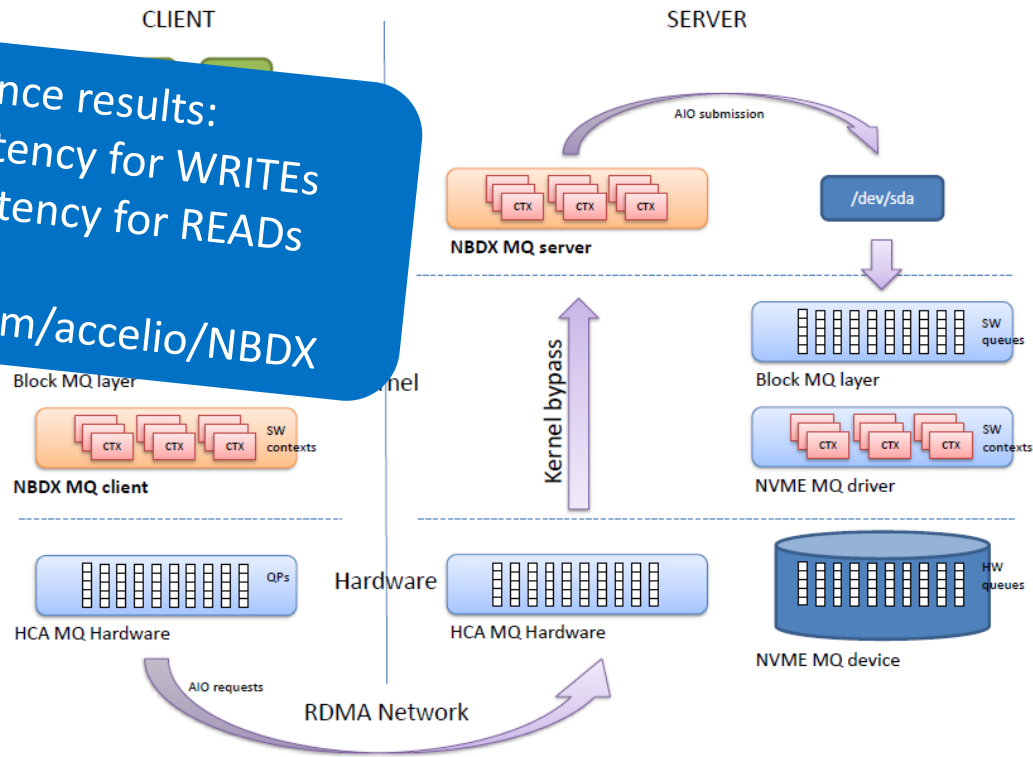 CLIENT
SERVER
nce results:
tency for WRITEs
tency for READs
m/accelio/NBDX
AIO submission
CTX CTX CTX
/dev/sda
NBDX MQ server
SW
queues
Block MQ layer
nel
Block MQ layer
Kernel bypass
CTX CTX CTX
SW
contexts
CTX CTX CTX
SW
contexts
NBDX MQ client
NVME MQ driver
QPs
Hardware
HW
queues
HCA MQ Hardware
HCA MQ Hardware
NVME MQ device
AIO requests
RDMA Network